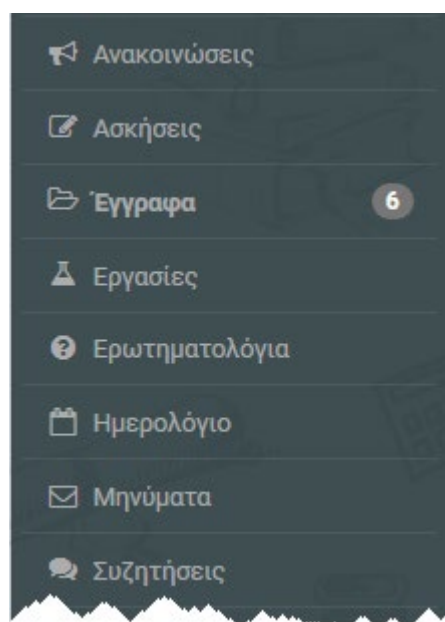 Ανακοινώσεις
Ασκήσεις
Έγγραφα 6
Εργασίες
Ερωτηματολόγια
Ημερολόγιο
Μηνύματα
Συζητήσεις